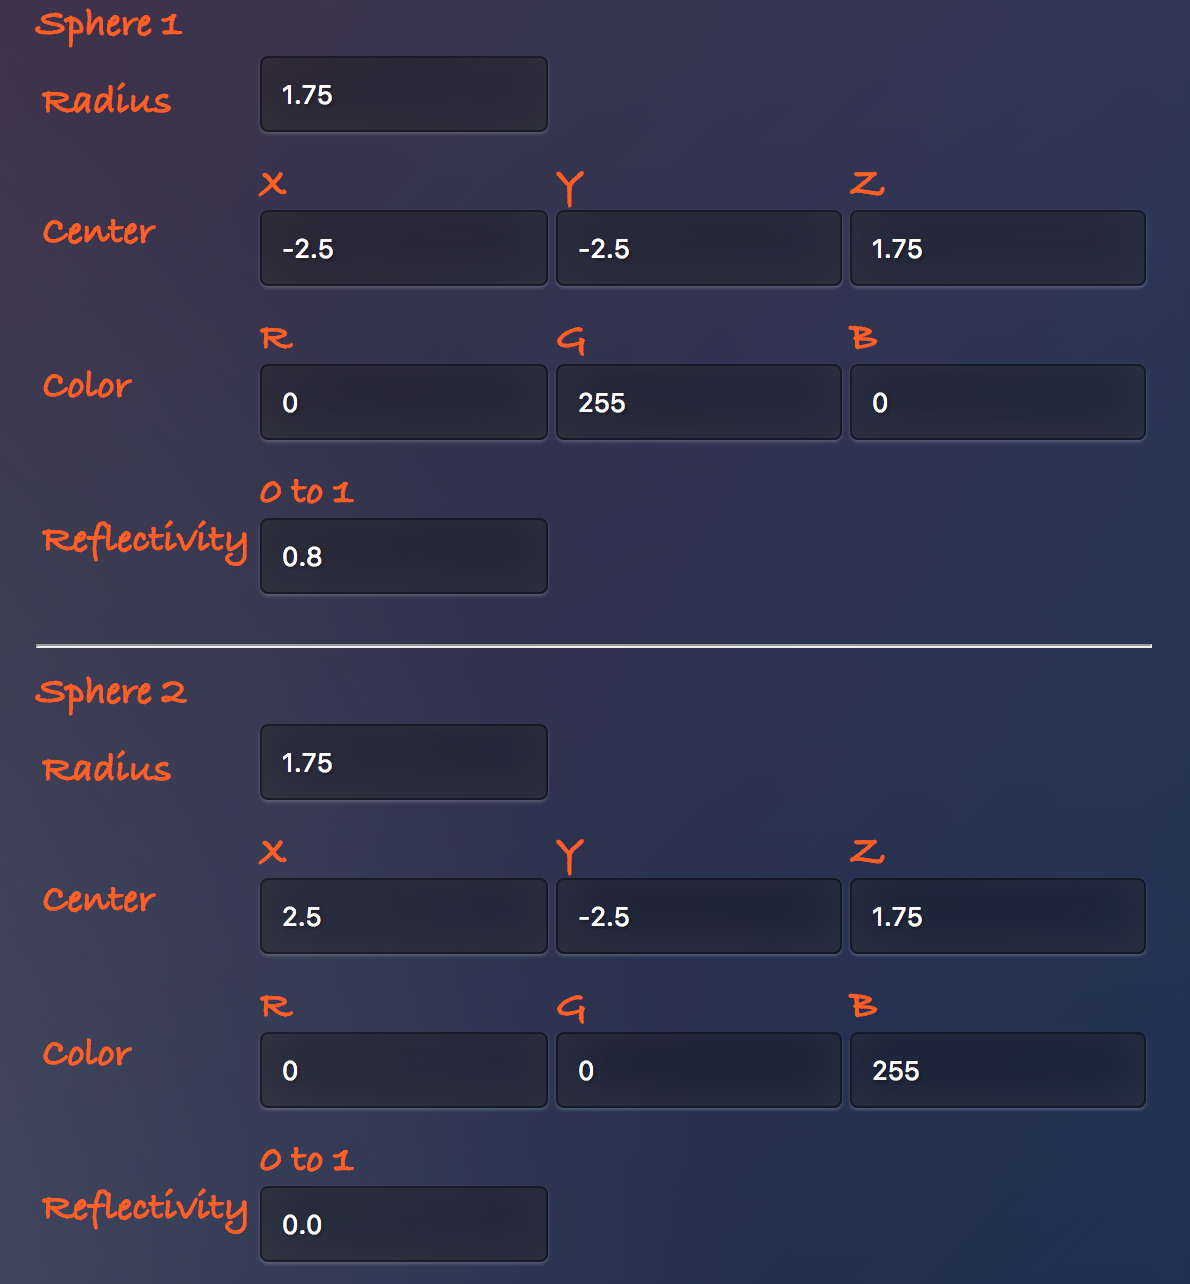 Sphere 1
Radius 1.75
X Y Z
Center -2.5 -2.5 1.75
R G B
Color 0 255 0
0 to 1
Reflectivity 0.8
Sphere 2
Radius 1.75
X Y Z
Center 2.5 -2.5 1.75
R G B
Color 0 0 255
0 to 1
Reflectivity 0.0